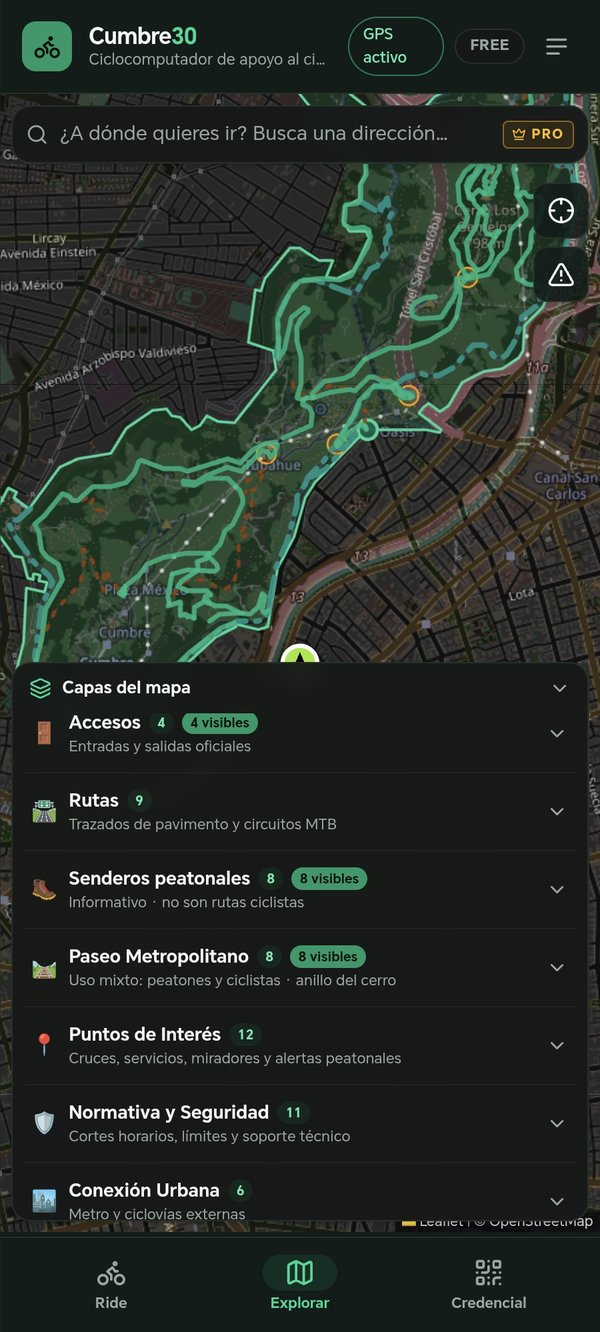 Cumbre30
Ciclocomputador de apoyo al ci...
GPS
activo
FREE
¿A dónde quieres ir? Busca una dirección...
PRO
Lircay
Avenida Einstein
ida México
Avenida Arzobispo Valdivieso
Túnel San Cristóbal
11a
Oasis
Tupahue
Canal San
Carlos
13
13
Lota
Plaza México
Cumbre
Capas del mapa
Accesos 4 4 visibles
Entradas y salidas oficiales
Rutas 9
Trazados de pavimento y circuitos MTB
Senderos peatonales 8 8 visibles
Informativo · no son rutas ciclistas
Paseo Metropolitano 8 8 visibles
Uso mixto: peatones y ciclistas · anillo del cerro
Puntos de Interés 12
Cruces, servicios, miradores y alertas peatonales
Normativa y Seguridad 11
Cortes horarios, límites y soporte técnico
Conexión Urbana 6
Metro y ciclovías externas
Leaflet | © OpenStreetMap
Ride
Explorar
Credencial